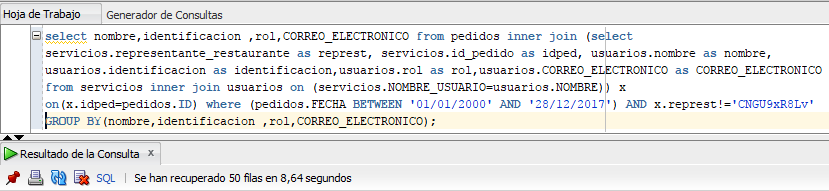 Hoja de Trabajo Generador de Consultas
select nombre,identificacion ,rol,CORREO_ELECTRONICO from pedidos inner join (select
servicios.representante_restaurante as represt, servicios.id_pedido as idped, usuarios.nombre as nombre,
usuarios.identificacion as identificacion,usuarios.rol as rol,usuarios.CORREO_ELECTRONICO as CORREO_ELECTRONICO
from servicios inner join usuarios on (servicios.NOMBRE_USUARIO=usuarios.NOMBRE)) x
on(x.idped=pedidos.ID) where (pedidos.FECHA BETWEEN '01/01/2000' AND '28/12/2017') AND x.represt!='CNGU9xR8Lv'
GROUP BY(nombre,identificacion ,rol,CORREO_ELECTRONICO);
Resultado de la Consulta x
SQL | Se han recuperado 50 filas en 8,64 segundos